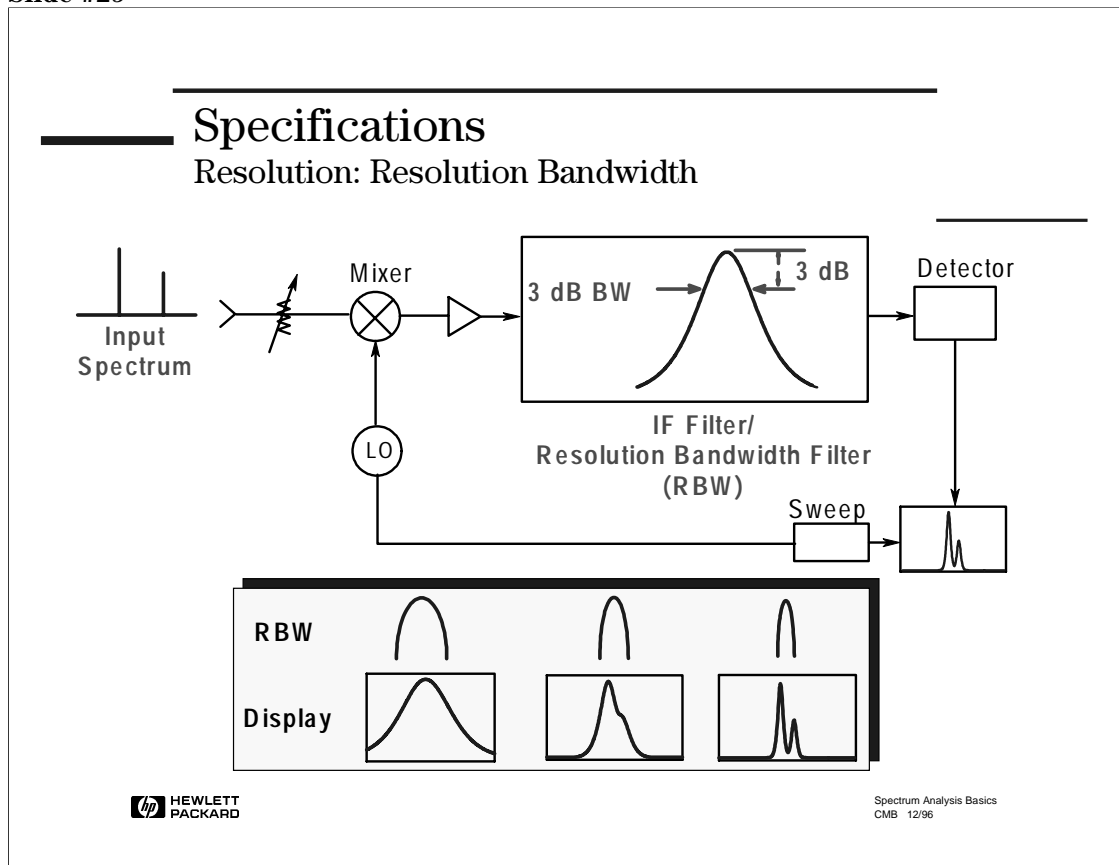 Specifications
Resolution: Resolution Bandwidth
Mixer
3 dB
3 dB BW
Detector
Input
Spectrum
LO
IF Filter/
Resolution Bandwidth Filter
(RBW)
Sweep
RBW
Display
hp HEWLETT
PACKARD
Spectrum Analysis Basics
CMB 12/96